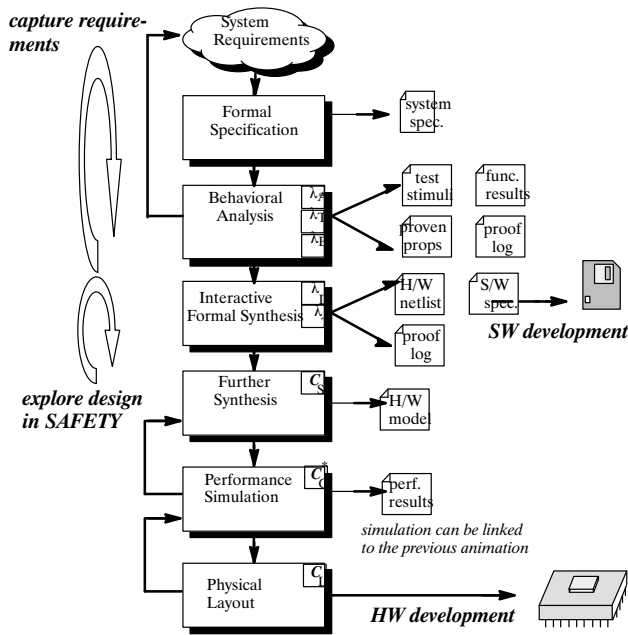 capture require-
ments
System
Requirements
Formal
Specification
system
spec.
Behavioral
Analysis
λ
λ
λ
test
stimuli
func.
results
proven
props
proof
log
Interactive
Formal Synthesis
λ
λ
H/W
netlist
S/W
spec.
proof
log
SW development
explore design
in SAFETY
Further
Synthesis
C
H/W
model
Performance
Simulation
C
perf.
results
simulation can be linked
to the previous animation
Physical
Layout
C
HW development